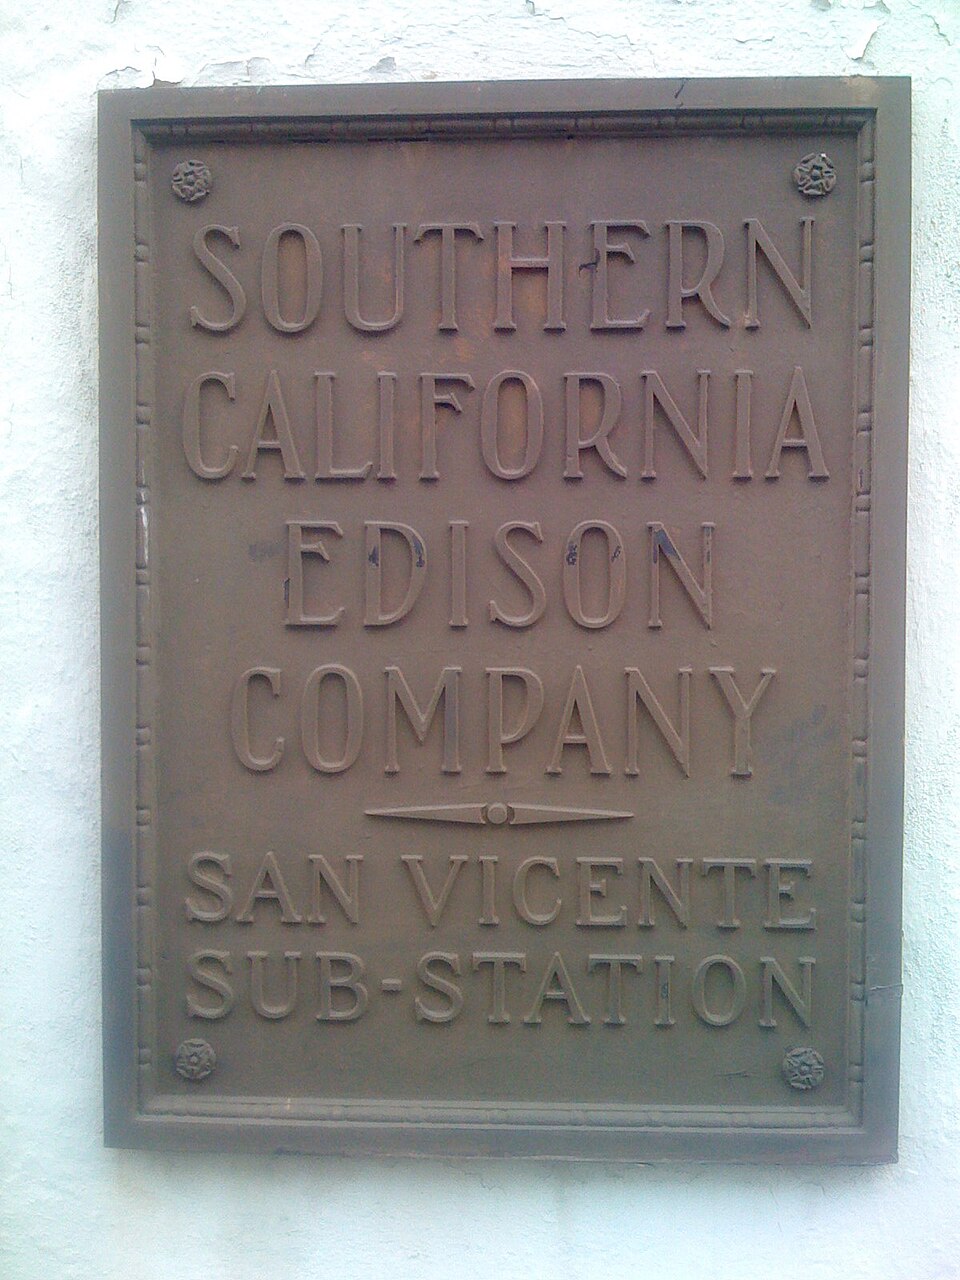 SOUTHERN
CALIFORNIA
EDISON
COMPANY
SAN VICENTE
SUB-STATION